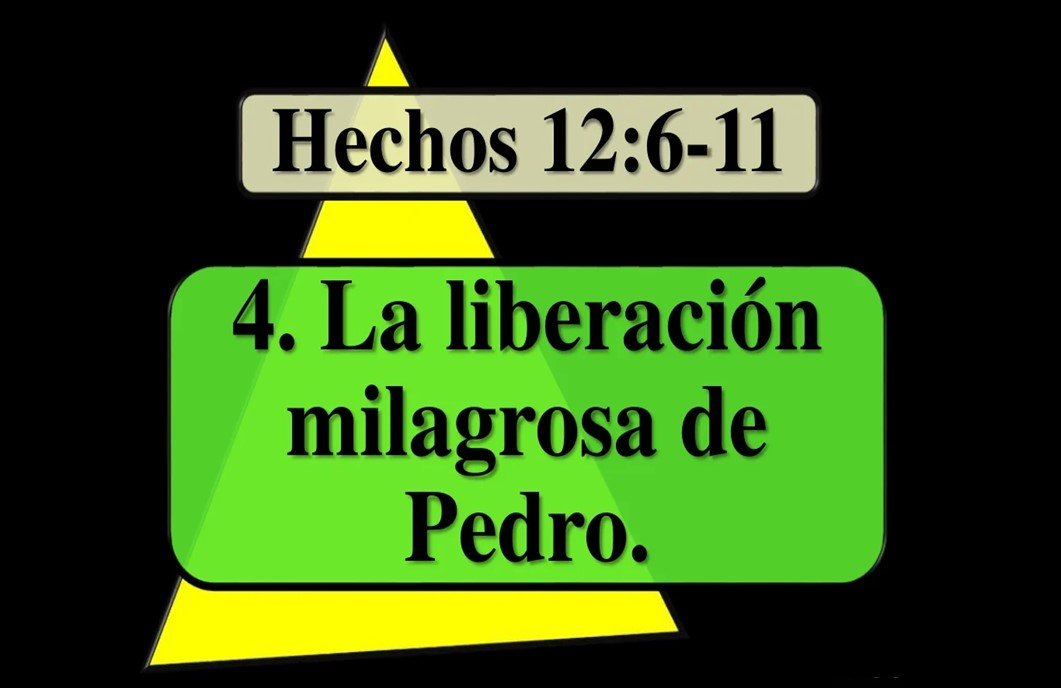 Hechos 12:6-11
4. La liberación
milagrosa de
Pedro.